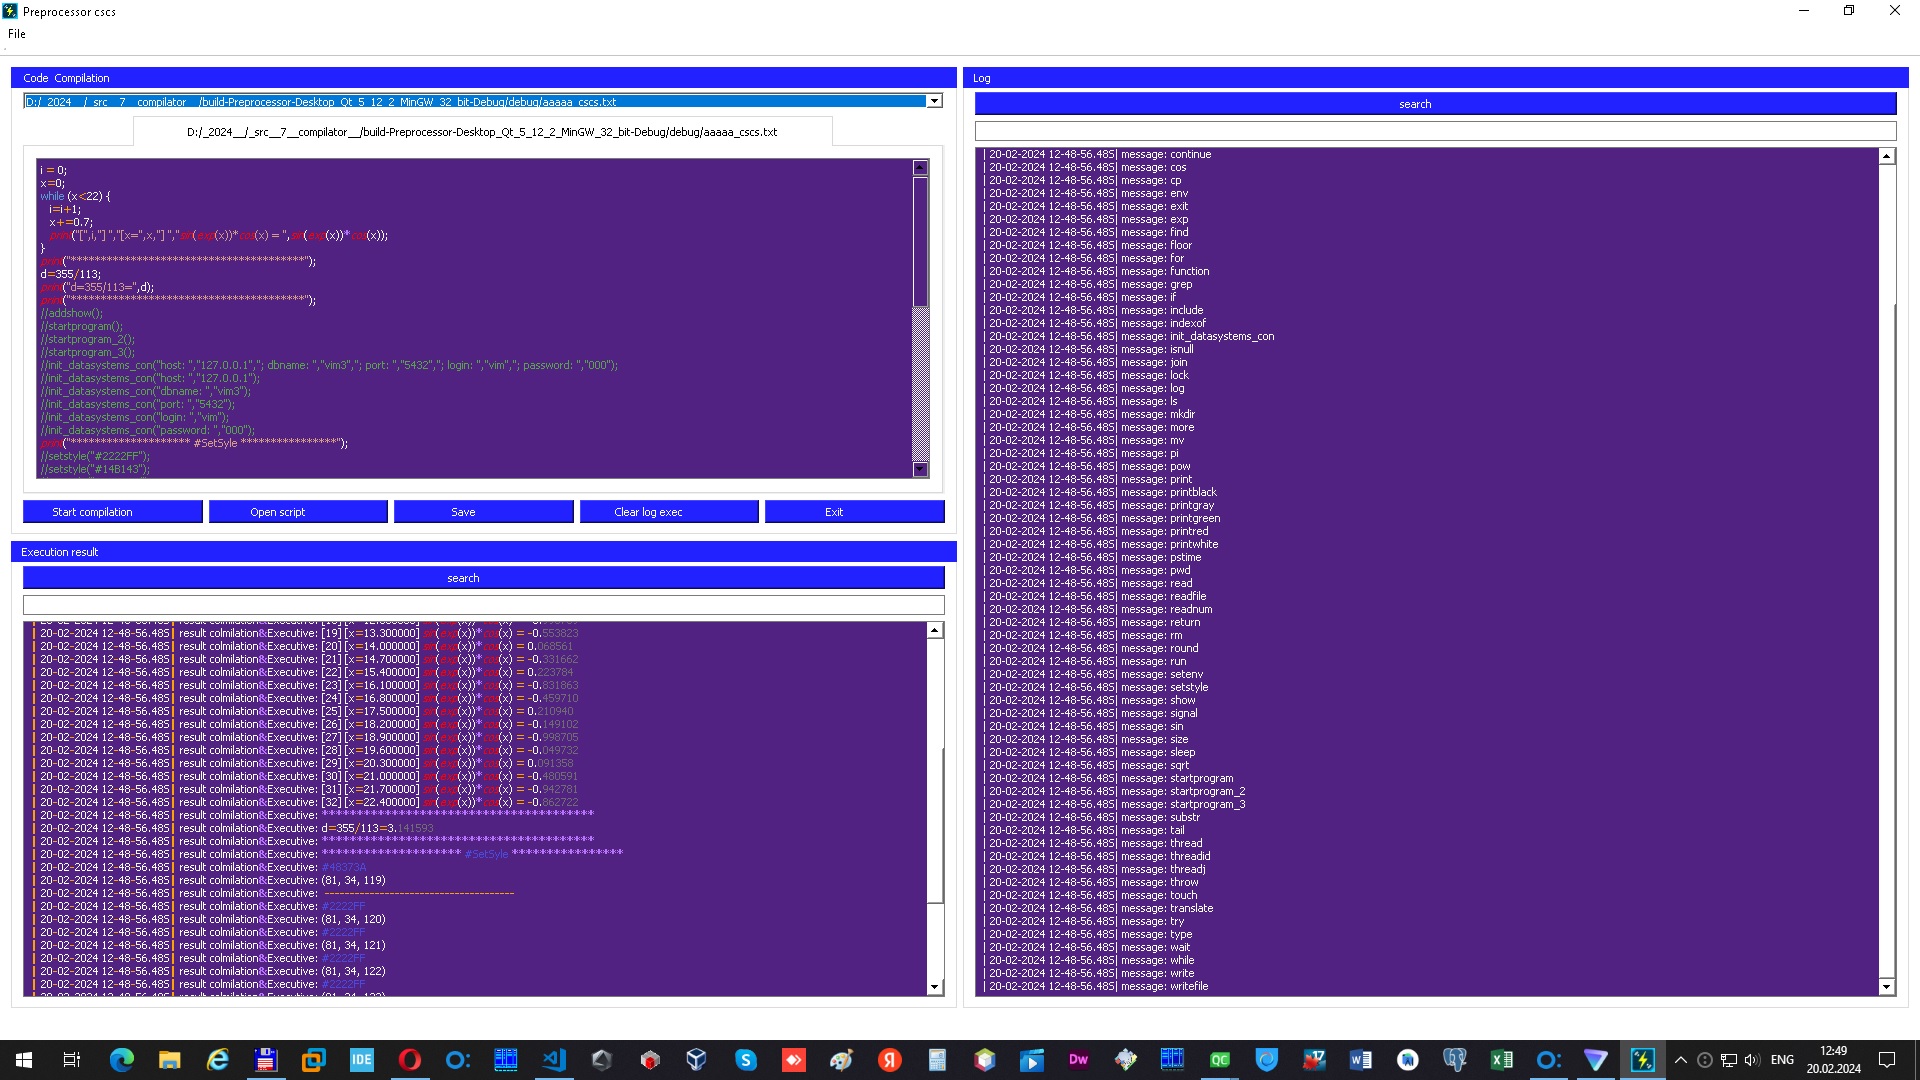 Preprocessor cscs
File
Code Compilation
D:/_2024__/_src__7__compilator__/build-Preprocessor-Desktop_Qt_5_12_2_MinGW_32_bit-Debug/debug/aaaaa_cscs.txt
D:/_2024__/_src__7__compilator__/build-Preprocessor-Desktop_Qt_5_12_2_MinGW_32_bit-Debug/debug/aaaaa_cscs.txt
i = 0;
x=0;
while (x<22) {
i=i+1;
x+=0.7;
print("[",i,"] ","[x=",x,"] ","sin(exp(x))*cos(x) = ",sin(exp(x))*cos(x));
}
print("****************************************");
d=355/113;
print("d=355/113=",d);
print("****************************************");
//addshow();
//startprogram();
//startprogram_2();
//startprogram_3();
//init_datasystems_con("host: ","127.0.0.1","; dbname: ","vim3","; port: ","5432","; login: ","vim","; password: ","000");
//init_datasystems_con("host: ","127.0.0.1");
//init_datasystems_con("dbname: ","vim3");
//init_datasystems_con("port: ","5432");
//init_datasystems_con("login: ","vim");
//init_datasystems_con("password: ","000");
print("******************** #SetSyle ****************");
//setstyle("#2222FF");
//setstyle("#14B143");
Start compilation
Open script
Save
Clear log exec
Exit
Execution result
search
| 20-02-2024 12-48-56.485| result colmilation&Executive: [19] [x=13.300000] sin(exp(x))*cos(x) = -0.553823
| 20-02-2024 12-48-56.485| result colmilation&Executive: [20] [x=14.000000] sin(exp(x))*cos(x) = 0.068561
| 20-02-2024 12-48-56.485| result colmilation&Executive: [21] [x=14.700000] sin(exp(x))*cos(x) = -0.331662
| 20-02-2024 12-48-56.485| result colmilation&Executive: [22] [x=15.400000] sin(exp(x))*cos(x) = 0.223784
| 20-02-2024 12-48-56.485| result colmilation&Executive: [23] [x=16.100000] sin(exp(x))*cos(x) = -0.831863
| 20-02-2024 12-48-56.485| result colmilation&Executive: [24] [x=16.800000] sin(exp(x))*cos(x) = -0.459710
| 20-02-2024 12-48-56.485| result colmilation&Executive: [25] [x=17.500000] sin(exp(x))*cos(x) = 0.210940
| 20-02-2024 12-48-56.485| result colmilation&Executive: [26] [x=18.200000] sin(exp(x))*cos(x) = -0.149102
| 20-02-2024 12-48-56.485| result colmilation&Executive: [27] [x=18.900000] sin(exp(x))*cos(x) = -0.998705
| 20-02-2024 12-48-56.485| result colmilation&Executive: [28] [x=19.600000] sin(exp(x))*cos(x) = -0.049732
| 20-02-2024 12-48-56.485| result colmilation&Executive: [29] [x=20.300000] sin(exp(x))*cos(x) = 0.091358
| 20-02-2024 12-48-56.485| result colmilation&Executive: [30] [x=21.000000] sin(exp(x))*cos(x) = -0.480591
| 20-02-2024 12-48-56.485| result colmilation&Executive: [31] [x=21.700000] sin(exp(x))*cos(x) = -0.942781
| 20-02-2024 12-48-56.485| result colmilation&Executive: [32] [x=22.400000] sin(exp(x))*cos(x) = -0.862722
| 20-02-2024 12-48-56.485| result colmilation&Executive: ****************************************
| 20-02-2024 12-48-56.485| result colmilation&Executive: d=355/113=3.141593
| 20-02-2024 12-48-56.485| result colmilation&Executive: ****************************************
| 20-02-2024 12-48-56.485| result colmilation&Executive: ******************** #SetSyle ****************
| 20-02-2024 12-48-56.485| result colmilation&Executive: #48373A
| 20-02-2024 12-48-56.485| result colmilation&Executive: (81, 34, 119)
| 20-02-2024 12-48-56.485| result colmilation&Executive: ---------------------------------------
| 20-02-2024 12-48-56.485| result colmilation&Executive: #2222FF
| 20-02-2024 12-48-56.485| result colmilation&Executive: (81, 34, 120)
| 20-02-2024 12-48-56.485| result colmilation&Executive: #2222FF
| 20-02-2024 12-48-56.485| result colmilation&Executive: (81, 34, 121)
| 20-02-2024 12-48-56.485| result colmilation&Executive: #2222FF
| 20-02-2024 12-48-56.485| result colmilation&Executive: (81, 34, 122)
| 20-02-2024 12-48-56.485| result colmilation&Executive: #2222FF
Log
search
| 20-02-2024 12-48-56.485| message: continue
| 20-02-2024 12-48-56.485| message: cos
| 20-02-2024 12-48-56.485| message: cp
| 20-02-2024 12-48-56.485| message: env
| 20-02-2024 12-48-56.485| message: exit
| 20-02-2024 12-48-56.485| message: exp
| 20-02-2024 12-48-56.485| message: find
| 20-02-2024 12-48-56.485| message: floor
| 20-02-2024 12-48-56.485| message: for
| 20-02-2024 12-48-56.485| message: function
| 20-02-2024 12-48-56.485| message: grep
| 20-02-2024 12-48-56.485| message: if
| 20-02-2024 12-48-56.485| message: include
| 20-02-2024 12-48-56.485| message: indexof
| 20-02-2024 12-48-56.485| message: init_datasystems_con
| 20-02-2024 12-48-56.485| message: isnull
| 20-02-2024 12-48-56.485| message: join
| 20-02-2024 12-48-56.485| message: lock
| 20-02-2024 12-48-56.485| message: log
| 20-02-2024 12-48-56.485| message: ls
| 20-02-2024 12-48-56.485| message: mkdir
| 20-02-2024 12-48-56.485| message: more
| 20-02-2024 12-48-56.485| message: mv
| 20-02-2024 12-48-56.485| message: pi
| 20-02-2024 12-48-56.485| message: pow
| 20-02-2024 12-48-56.485| message: print
| 20-02-2024 12-48-56.485| message: printblack
| 20-02-2024 12-48-56.485| message: printgray
| 20-02-2024 12-48-56.485| message: printgreen
| 20-02-2024 12-48-56.485| message: printred
| 20-02-2024 12-48-56.485| message: printwhite
| 20-02-2024 12-48-56.485| message: pstime
| 20-02-2024 12-48-56.485| message: pwd
| 20-02-2024 12-48-56.485| message: read
| 20-02-2024 12-48-56.485| message: readfile
| 20-02-2024 12-48-56.485| message: readnum
| 20-02-2024 12-48-56.485| message: return
| 20-02-2024 12-48-56.485| message: rm
| 20-02-2024 12-48-56.485| message: round
| 20-02-2024 12-48-56.485| message: run
| 20-02-2024 12-48-56.485| message: setenv
| 20-02-2024 12-48-56.485| message: setstyle
| 20-02-2024 12-48-56.485| message: show
| 20-02-2024 12-48-56.485| message: signal
| 20-02-2024 12-48-56.485| message: sin
| 20-02-2024 12-48-56.485| message: size
| 20-02-2024 12-48-56.485| message: sleep
| 20-02-2024 12-48-56.485| message: sqrt
| 20-02-2024 12-48-56.485| message: startprogram
| 20-02-2024 12-48-56.485| message: startprogram_2
| 20-02-2024 12-48-56.485| message: startprogram_3
| 20-02-2024 12-48-56.485| message: substr
| 20-02-2024 12-48-56.485| message: tail
| 20-02-2024 12-48-56.485| message: thread
| 20-02-2024 12-48-56.485| message: threadid
| 20-02-2024 12-48-56.485| message: threadj
| 20-02-2024 12-48-56.485| message: throw
| 20-02-2024 12-48-56.485| message: touch
| 20-02-2024 12-48-56.485| message: translate
| 20-02-2024 12-48-56.485| message: try
| 20-02-2024 12-48-56.485| message: type
| 20-02-2024 12-48-56.485| message: wait
| 20-02-2024 12-48-56.485| message: while
| 20-02-2024 12-48-56.485| message: write
| 20-02-2024 12-48-56.485| message: writefile
IDE
Dw
QC
ENG
12:49
20.02.2024